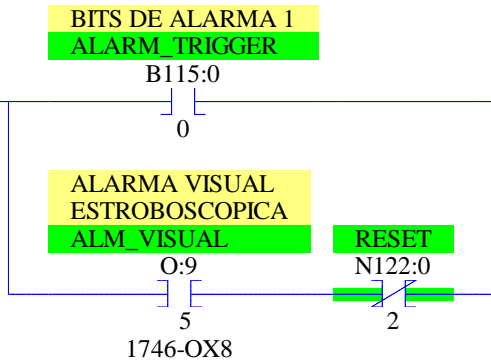 BITS DE ALARMA 1
ALARM_TRIGGER
B115:0
0
ALARMA VISUAL
ESTROBOSCOPICA
ALM_VISUAL
RESET
O:9
N122:0
5
2
1746-OX8